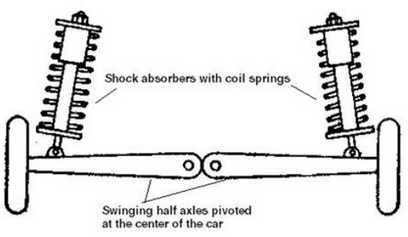 Shock absorbers with coil springs
Swinging half axles pivoted
at the center of the car